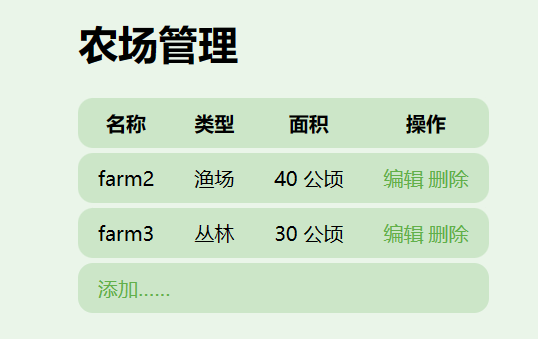 农场管理
名称 类型 面积 操作
farm2 渔场 40 公顷 编辑 删除
farm3 丛林 30 公顷 编辑 删除
添加……